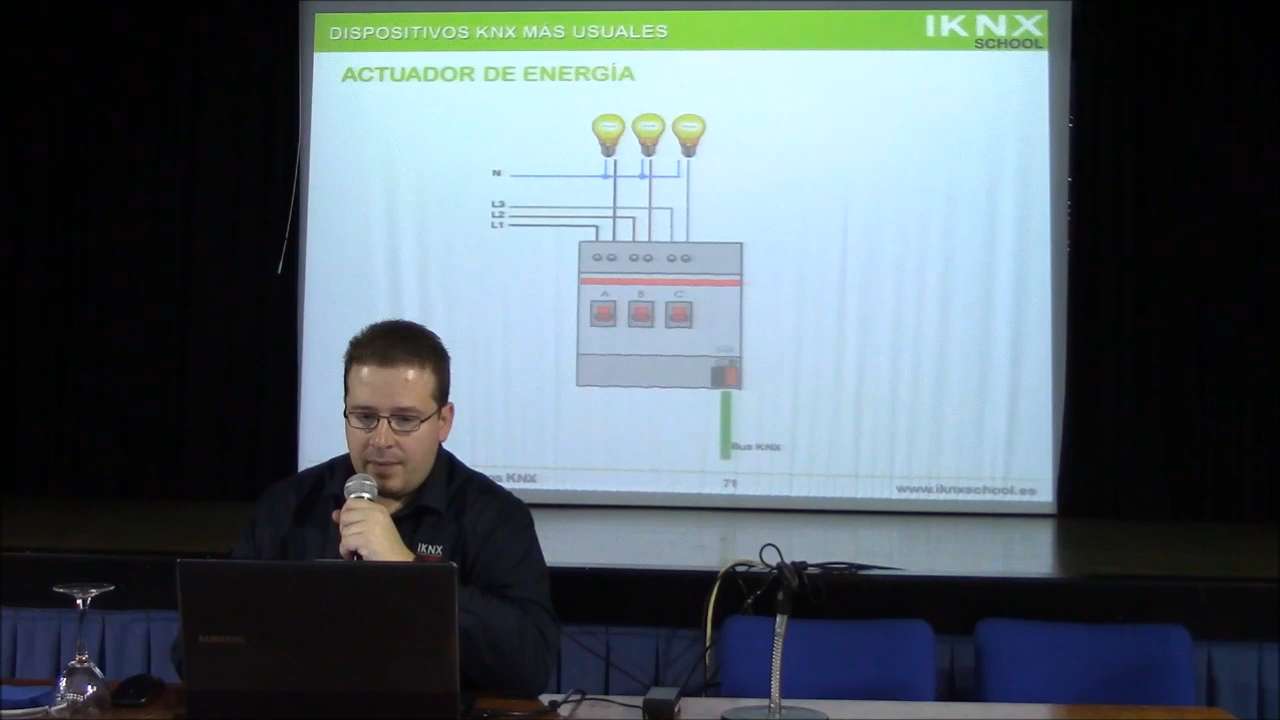 DISPOSITIVOS KNX MÁS USUALES
IKNX
SCHOOL
ACTUADOR DE ENERGÍA
N
L3
L2
L1
A B C
Bus KNX
KNX
71
www.iknxschool.es
IKNX
SAMSUNG